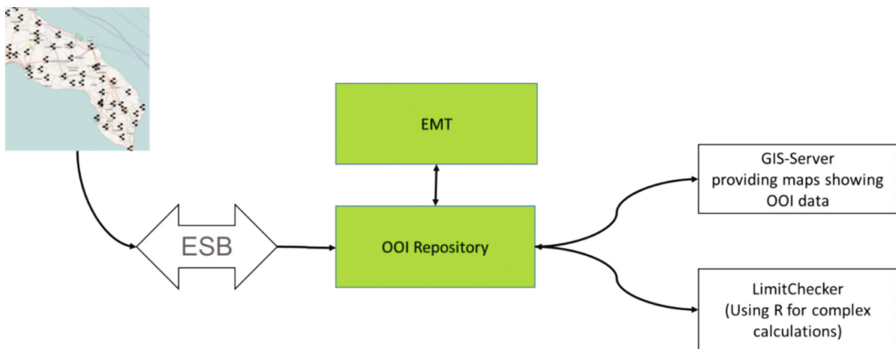 EMT
ESB
OOI Repository
GIS-Server
providing maps showing
OOI data
LimitChecker
(Using R for complex
calculations)